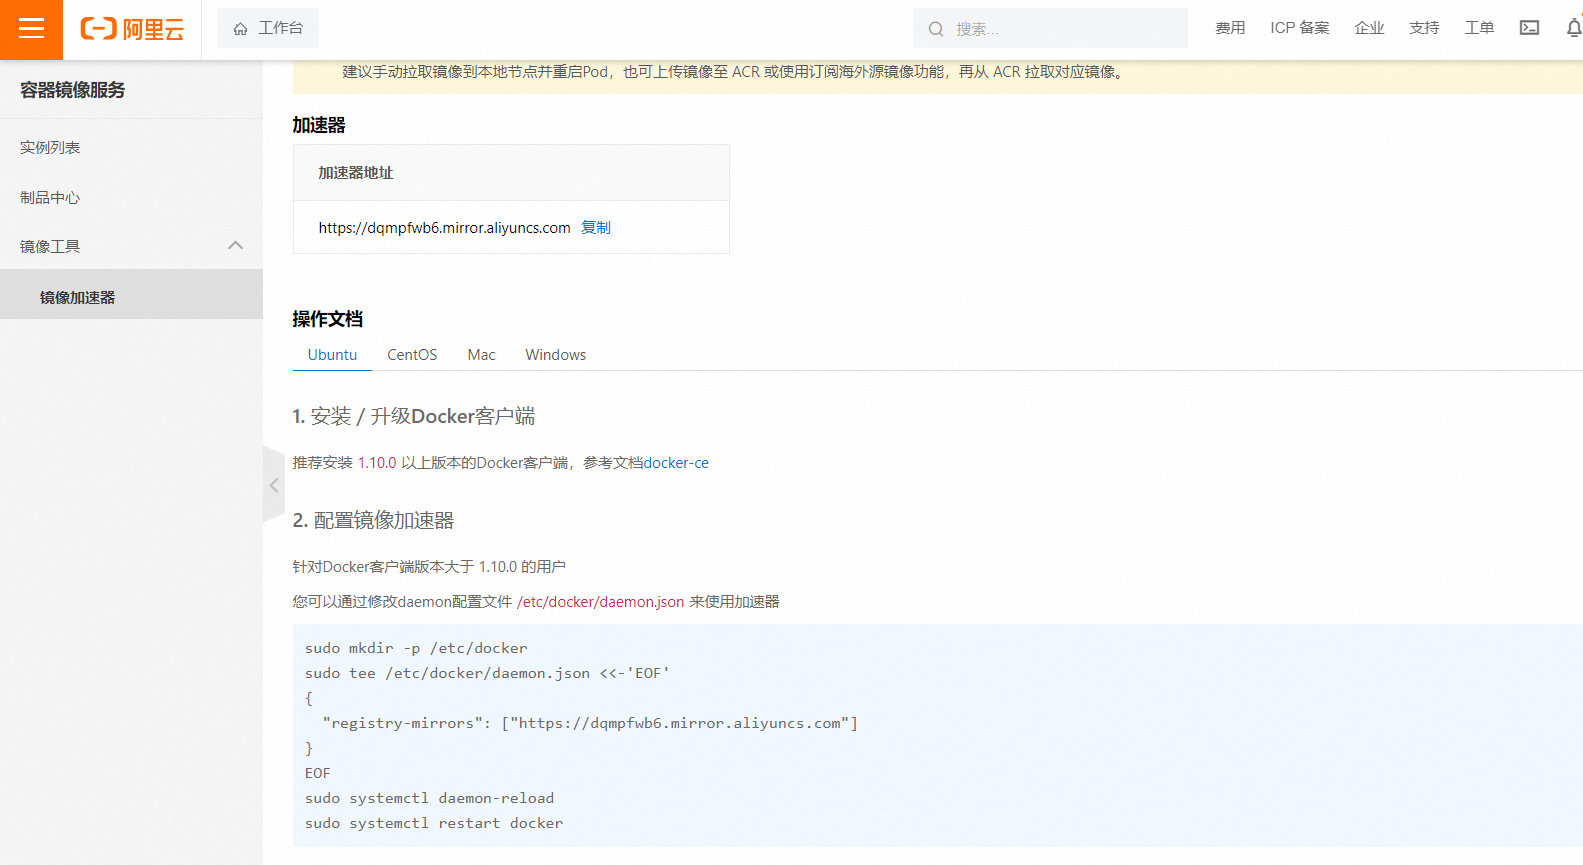 阿里云
工作台
搜索...
费用
ICP 备案
企业
支持
工单
容器镜像服务
实例列表
制品中心
镜像工具
镜像加速器
建议手动拉取镜像到本地节点并重启Pod，也可上传镜像至 ACR 或使用订阅海外源镜像功能，再从 ACR 拉取对应镜像。
加速器
加速器地址
https://dqmpfwb6.mirror.aliyuncs.com 复制
操作文档
Ubuntu CentOS Mac Windows
1. 安装 / 升级Docker客户端
推荐安装 1.10.0 以上版本的Docker客户端，参考文档docker-ce
2. 配置镜像加速器
针对Docker客户端版本大于 1.10.0 的用户
您可以通过修改daemon配置文件 /etc/docker/daemon.json 来使用加速器
sudo mkdir -p /etc/docker
sudo tee /etc/docker/daemon.json <<-'EOF'
{
  "registry-mirrors": ["https://dqmpfwb6.mirror.aliyuncs.com"]
}
EOF
sudo systemctl daemon-reload
sudo systemctl restart docker